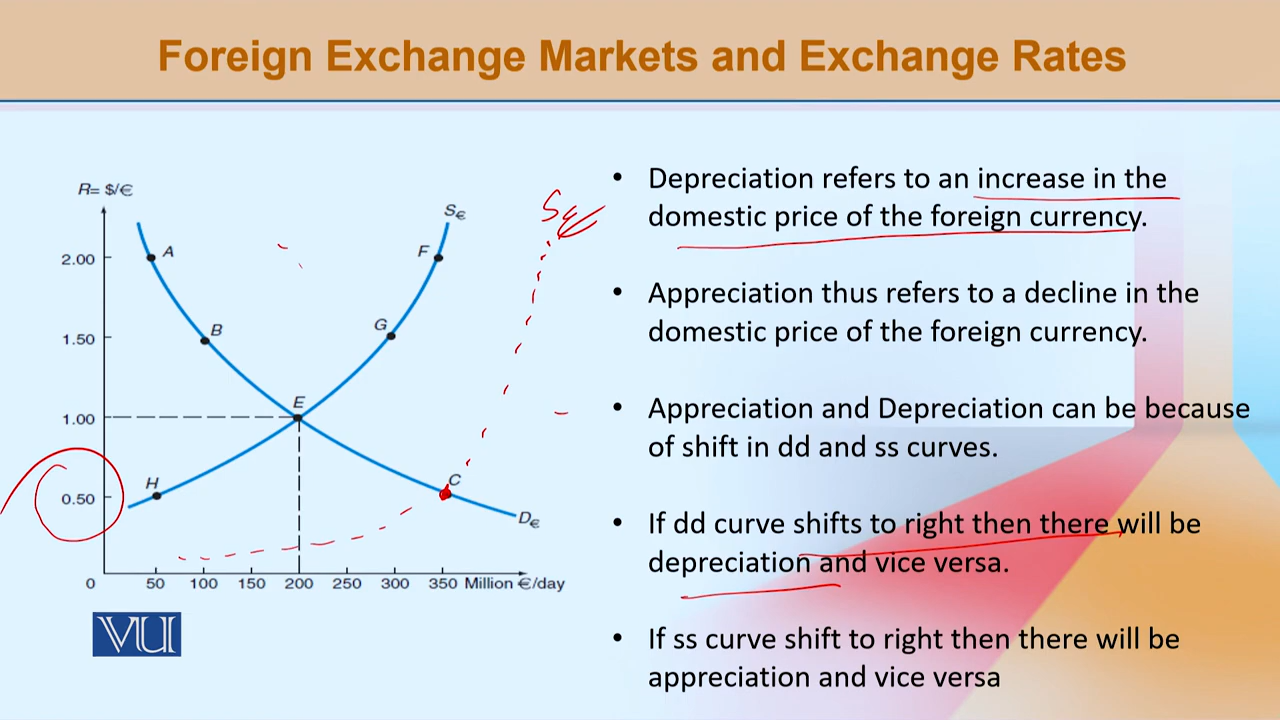 Foreign Exchange Markets and Exchange Rates
R= $/€
2.00
1.50
1.00
0.50
0
50 100 150 200 250 300 350 Million €/day
A
B
E
C
D€
H
G
F
S€
S€
VU
• Depreciation refers to an increase in the
domestic price of the foreign currency.
• Appreciation thus refers to a decline in the
domestic price of the foreign currency.
• Appreciation and Depreciation can be because
of shift in dd and ss curves.
• If dd curve shifts to right then there will be
depreciation and vice versa.
• If ss curve shift to right then there will be
appreciation and vice versa